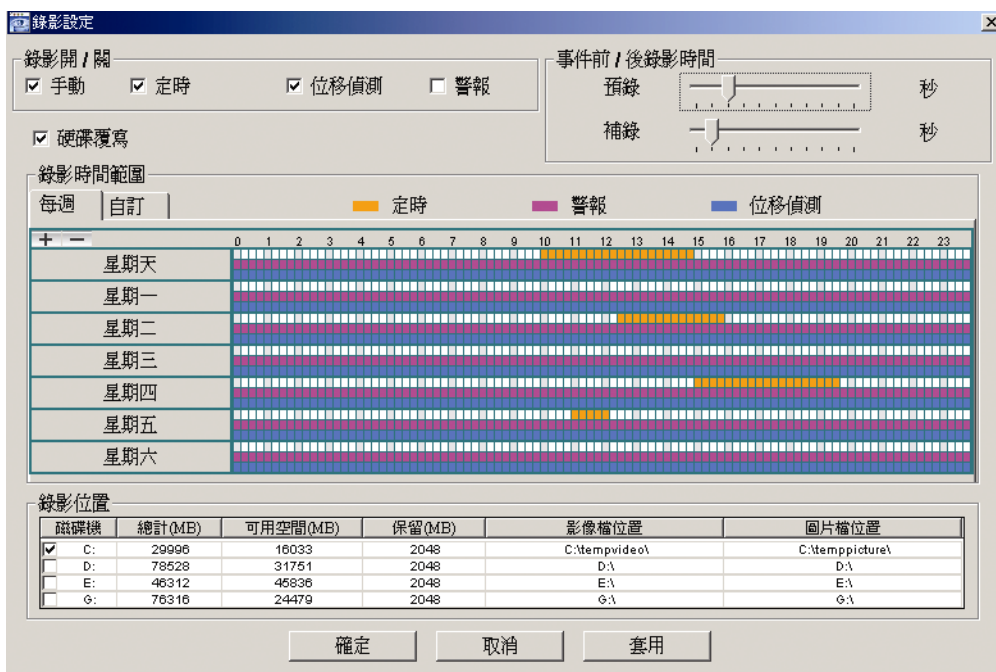 錄影設定
錄影開 / 關
手動 定時 位移偵測 警報
事件前 / 後錄影時間
預錄 秒
補錄 秒
硬碟覆寫
錄影時間範圍
每週 自訂 定時 警報 位移偵測
+ − 0 1 2 3 4 5 6 7 8 9 10 11 12 13 14 15 16 17 18 19 20 21 22 23
星期天
星期一
星期二
星期三
星期四
星期五
星期六
錄影位置
磁碟機 總計(MB) 可用空間(MB) 保留(MB) 影像檔位置 圖片檔位置
C: 29996 16033 2048 C:\tempvideo\ C:\temppicture\
D: 78528 31751 2048 D:\ D:\
E: 46312 45836 2048 E:\ E:\
G: 76316 24479 2048 G:\ G:\
確定 取消 套用